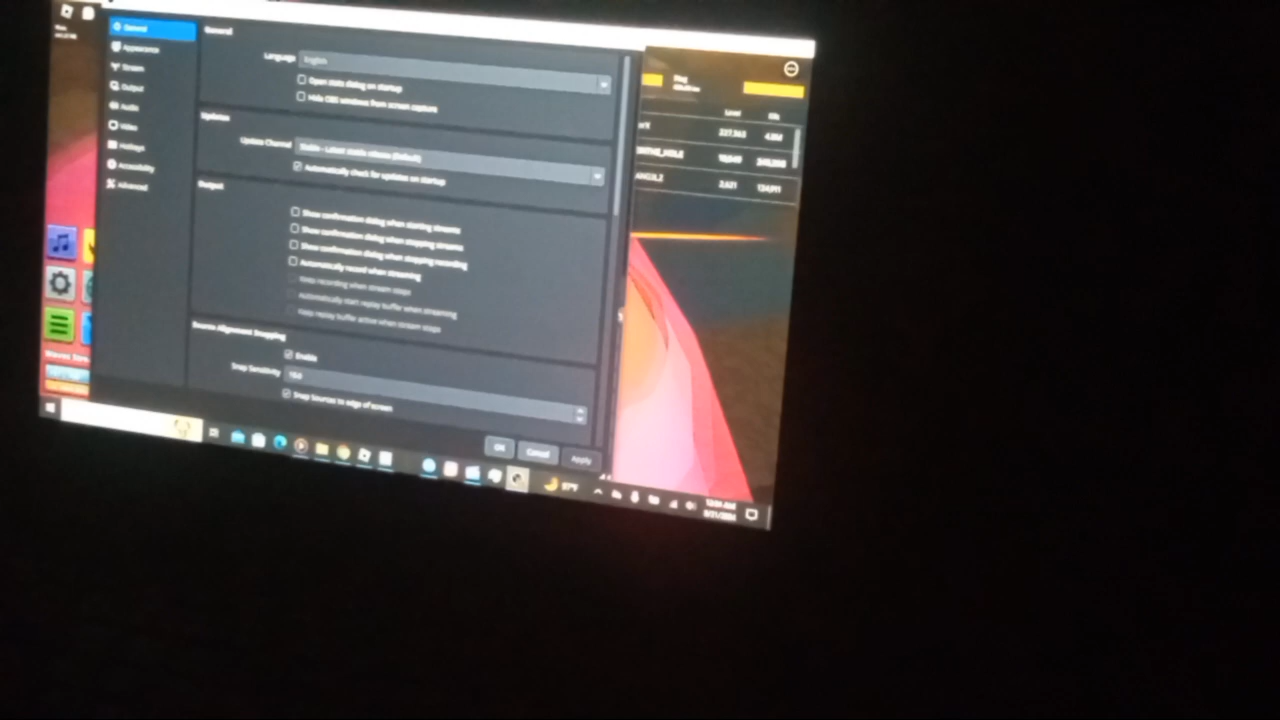 General
General
Language
English
Open stats dialog on startup
Hide OBS windows from screen capture
Appearance
Stream
Output
Audio
Video
Hotkeys
Accessibility
Advanced
Updates
Update Channel
Stable - Latest stable release (Default)
Automatically check for updates on startup
Output
Show confirmation dialog when starting streams
Show confirmation dialog when stopping streams
Show confirmation dialog when stopping recording
Automatically record when streaming
Keep recording when stream stops
Automatically start replay buffer when streaming
Keep replay buffer active when stream stops
Source Alignment Snapping
Enable
Snap Sensitivity
10.0
Snap Sources to edge of screen
OK
Cancel
Apply
Level
227,563
2,621